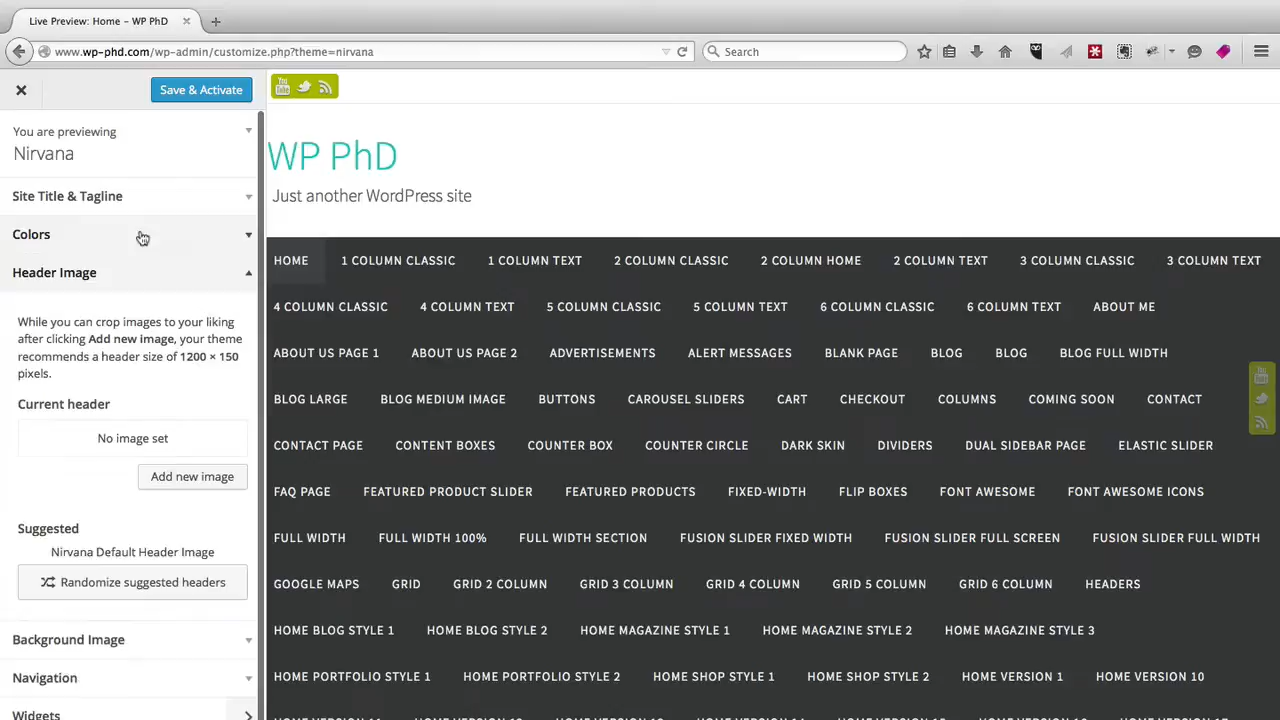 Live Preview: Home – WP PhD
www.wp-phd.com/wp-admin/customize.php?theme=nirvana
Search
Save & Activate
You are previewing
Nirvana
Site Title & Tagline
Colors
Header Image
While you can crop images to your liking
after clicking Add new image, your theme
recommends a header size of 1200 × 150
pixels.
Current header
No image set
Add new image
Suggested
Nirvana Default Header Image
Randomize suggested headers
Background Image
Navigation
Widgets
You Tube
WP PhD
Just another WordPress site
HOME 1 COLUMN CLASSIC 1 COLUMN TEXT 2 COLUMN CLASSIC 2 COLUMN HOME 2 COLUMN TEXT 3 COLUMN CLASSIC 3 COLUMN TEXT
4 COLUMN CLASSIC 4 COLUMN TEXT 5 COLUMN CLASSIC 5 COLUMN TEXT 6 COLUMN CLASSIC 6 COLUMN TEXT ABOUT ME
ABOUT US PAGE 1 ABOUT US PAGE 2 ADVERTISEMENTS ALERT MESSAGES BLANK PAGE BLOG BLOG BLOG FULL WIDTH
BLOG LARGE BLOG MEDIUM IMAGE BUTTONS CAROUSEL SLIDERS CART CHECKOUT COLUMNS COMING SOON CONTACT
CONTACT PAGE CONTENT BOXES COUNTER BOX COUNTER CIRCLE DARK SKIN DIVIDERS DUAL SIDEBAR PAGE ELASTIC SLIDER
FAQ PAGE FEATURED PRODUCT SLIDER FEATURED PRODUCTS FIXED-WIDTH FLIP BOXES FONT AWESOME FONT AWESOME ICONS
FULL WIDTH FULL WIDTH 100% FULL WIDTH SECTION FUSION SLIDER FIXED WIDTH FUSION SLIDER FULL SCREEN FUSION SLIDER FULL WIDTH
GOOGLE MAPS GRID GRID 2 COLUMN GRID 3 COLUMN GRID 4 COLUMN GRID 5 COLUMN GRID 6 COLUMN HEADERS
HOME BLOG STYLE 1 HOME BLOG STYLE 2 HOME MAGAZINE STYLE 1 HOME MAGAZINE STYLE 2 HOME MAGAZINE STYLE 3
HOME PORTFOLIO STYLE 1 HOME PORTFOLIO STYLE 2 HOME SHOP STYLE 1 HOME SHOP STYLE 2 HOME VERSION 1 HOME VERSION 10